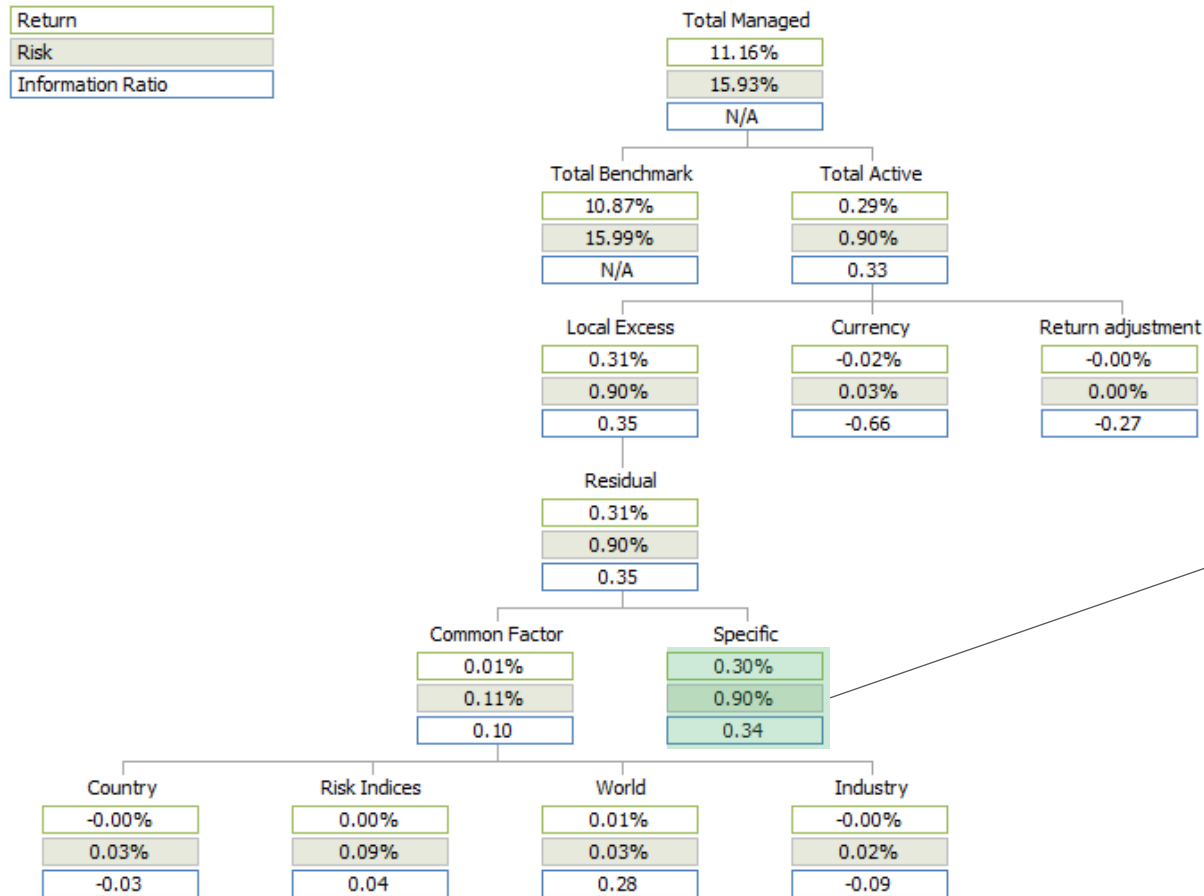 Return
Risk
Information Ratio
Total Managed
11.16%
15.93%
N/A
Total Benchmark Total Active
10.87% 0.29%
15.99% 0.90%
N/A 0.33
Local Excess Currency Return adjustment
0.31% -0.02% -0.00%
0.90% 0.03% 0.00%
0.35 -0.66 -0.27
Residual
0.31%
0.90%
0.35
Common Factor Specific
0.01% 0.30%
0.11% 0.90%
0.10 0.34
Country Risk Indices World Industry
-0.00% 0.00% 0.01% -0.00%
0.03% 0.09% 0.03% 0.02%
-0.03 0.04 0.28 -0.09